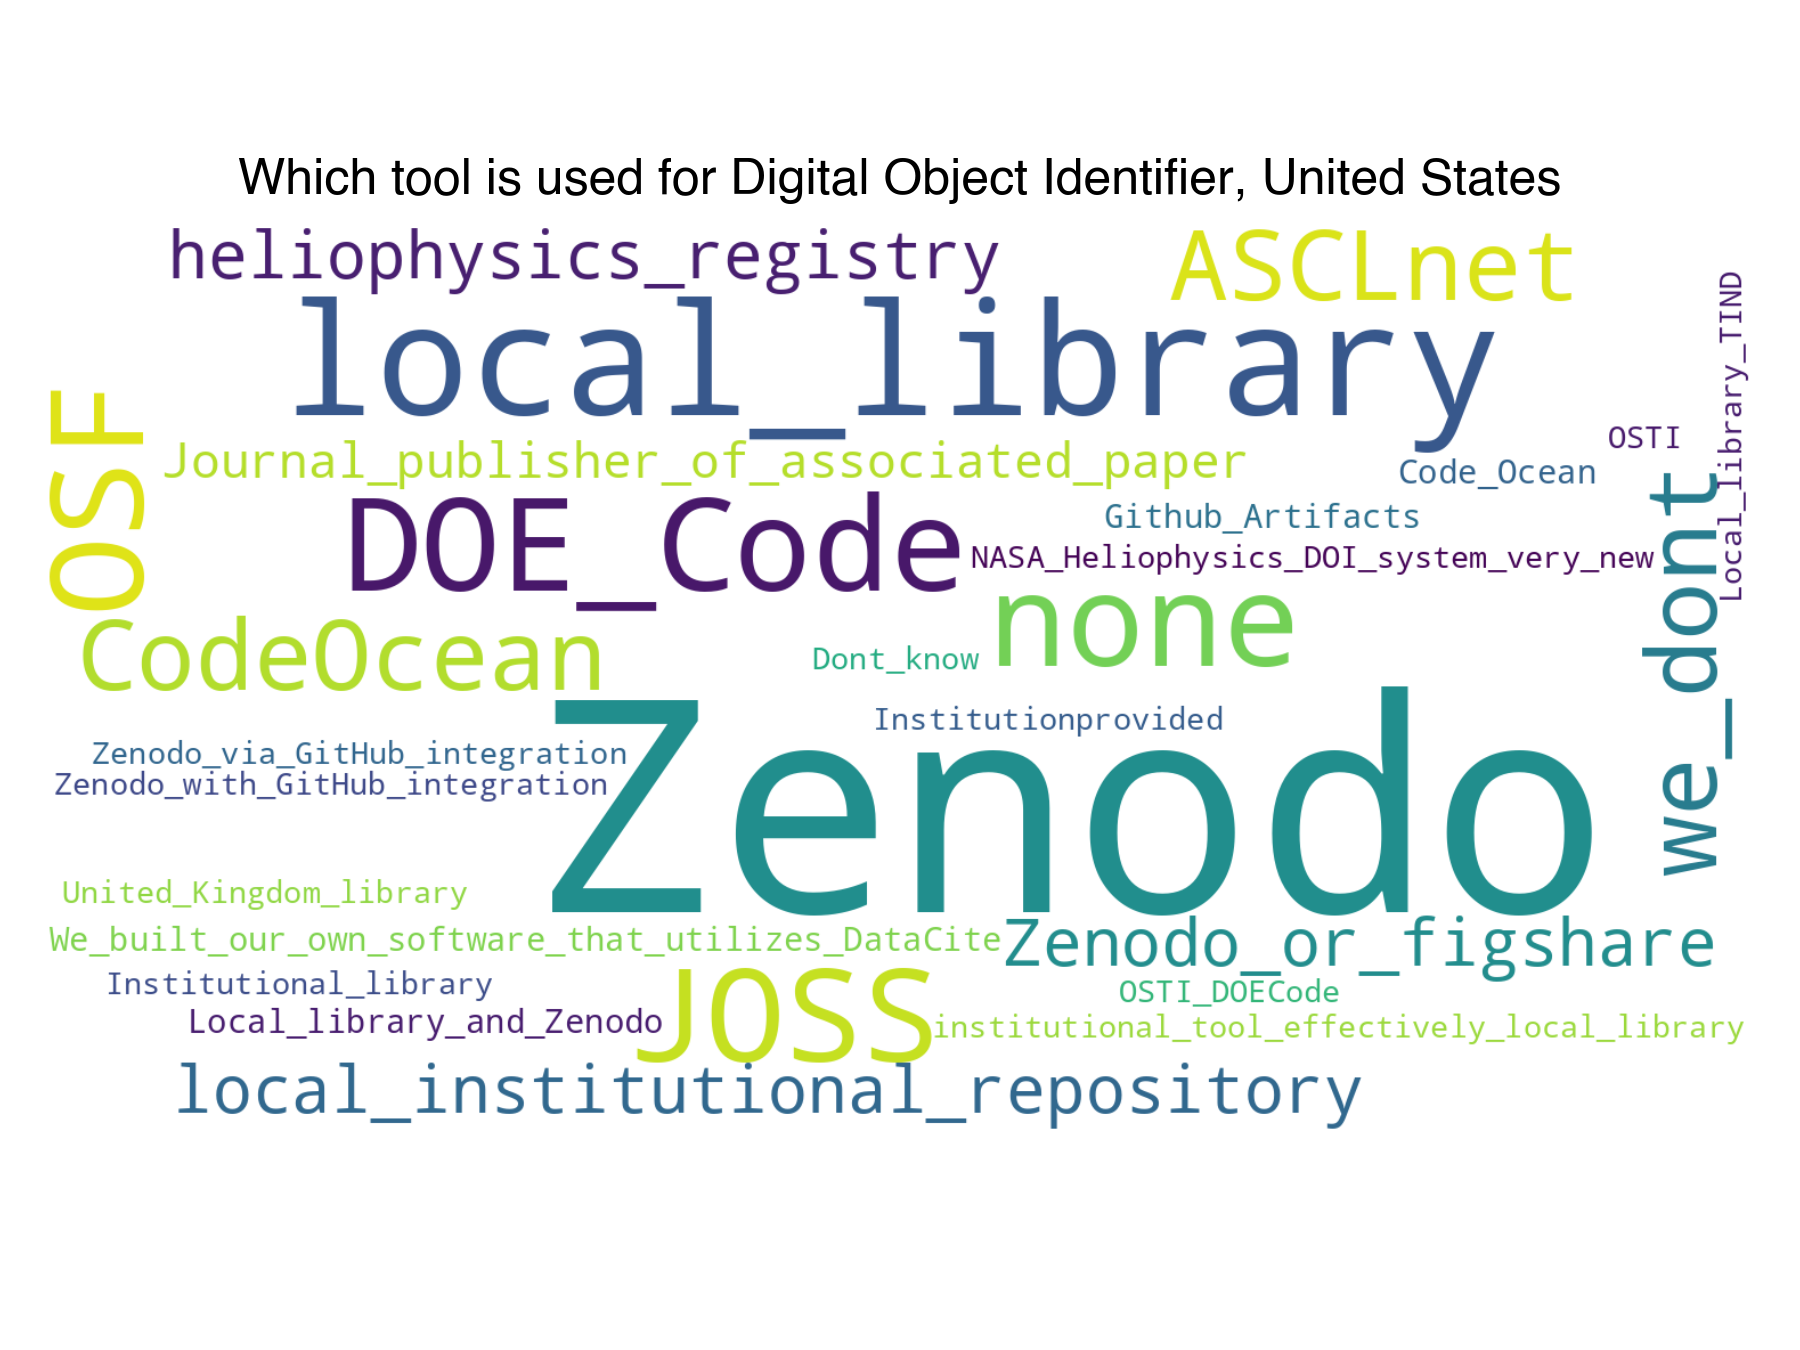 Which tool is used for Digital Object Identifier, United States
heliophysics_registry
ASCLnet
local_library
Local_library_TIND
OSF
Journal_publisher_of_associated_paper
OSTI
Code_Ocean
we_dont
DOE_Code
Github_Artifacts
NASA_Heliophysics_DOI_system_very_new
none
CodeOcean
Dont_know
Zenodo
Institutionprovided
Zenodo_via_GitHub_integration
Zenodo_with_GitHub_integration
United_Kingdom_library
We_built_our_own_software_that_utilizes_DataCite
Zenodo_or_figshare
Institutional_library
JOSS
OSTI_DOECode
Local_library_and_Zenodo
institutional_tool_effectively_local_library
local_institutional_repository